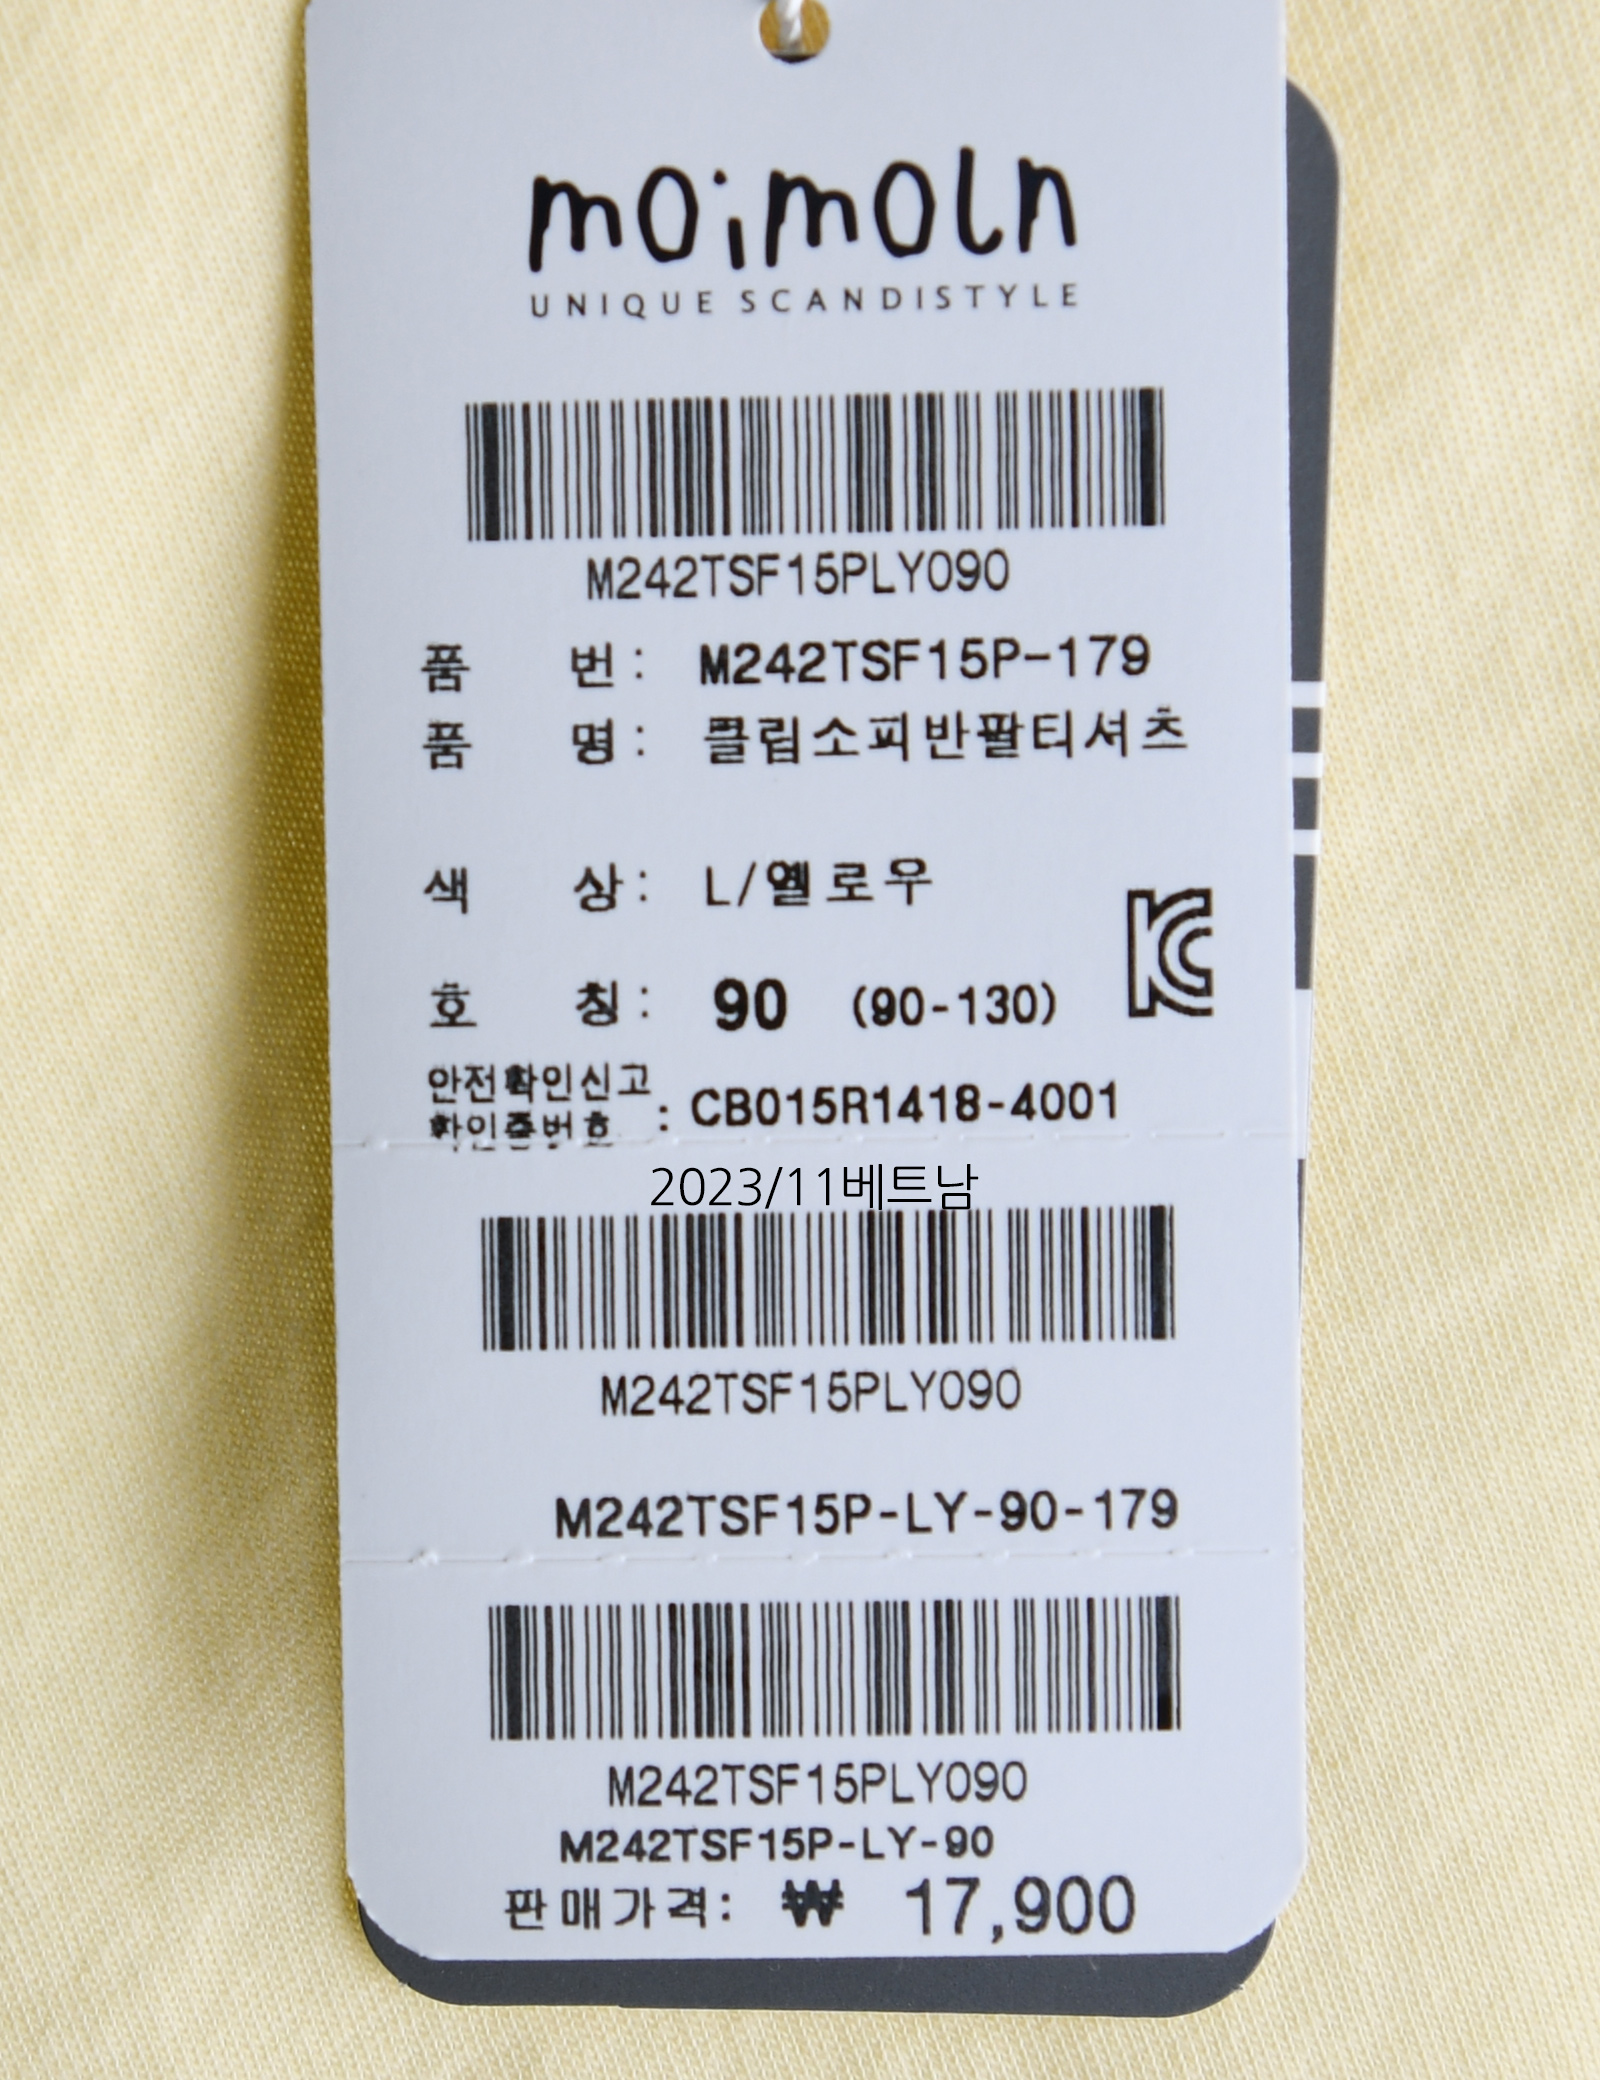 moimoln
UNIQUE SCANDISTYLE
M242TSF15PLY090
품 번 : M242TSF15P-179
품 명 : 클립소피반팔티셔츠
색 상 : L/옐로우
호 칭 : 90 (90-130)
안전확인신고
확인증번호 : CB015R1418-4001
2023/11베트남
M242TSF15PLY090
M242TSF15P-LY-90-179
M242TSF15PLY090
M242TSF15P-LY-90
판매가격: ₩ 17,900